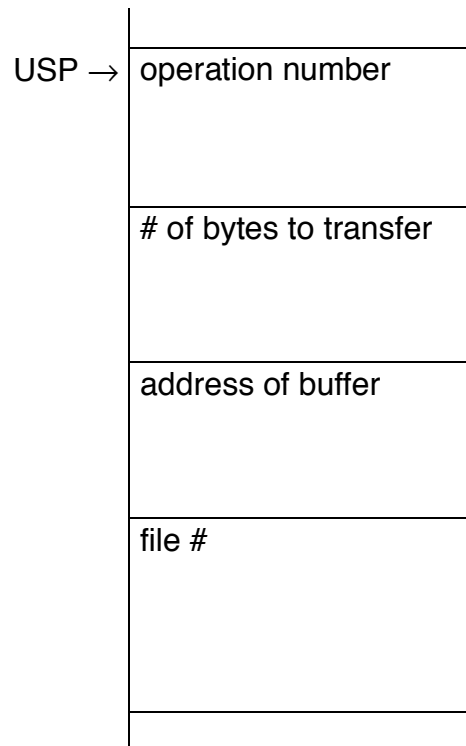 USP → operation number
# of bytes to transfer
address of buffer
file #